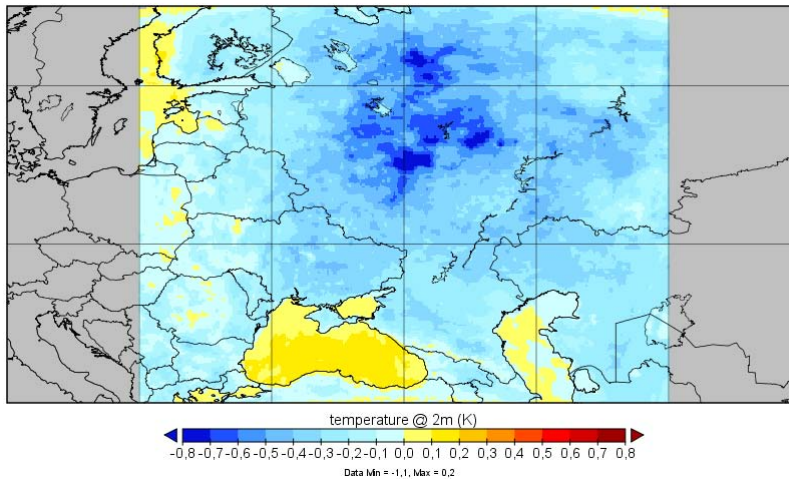 temperature @ 2m (K)
-0,8 -0,7 -0,6 -0,5 -0,4 -0,3 -0,2 -0,1 0,0 0,1 0,2 0,3 0,4 0,5 0,6 0,7 0,8
Data Min = -1,1, Max = 0,2